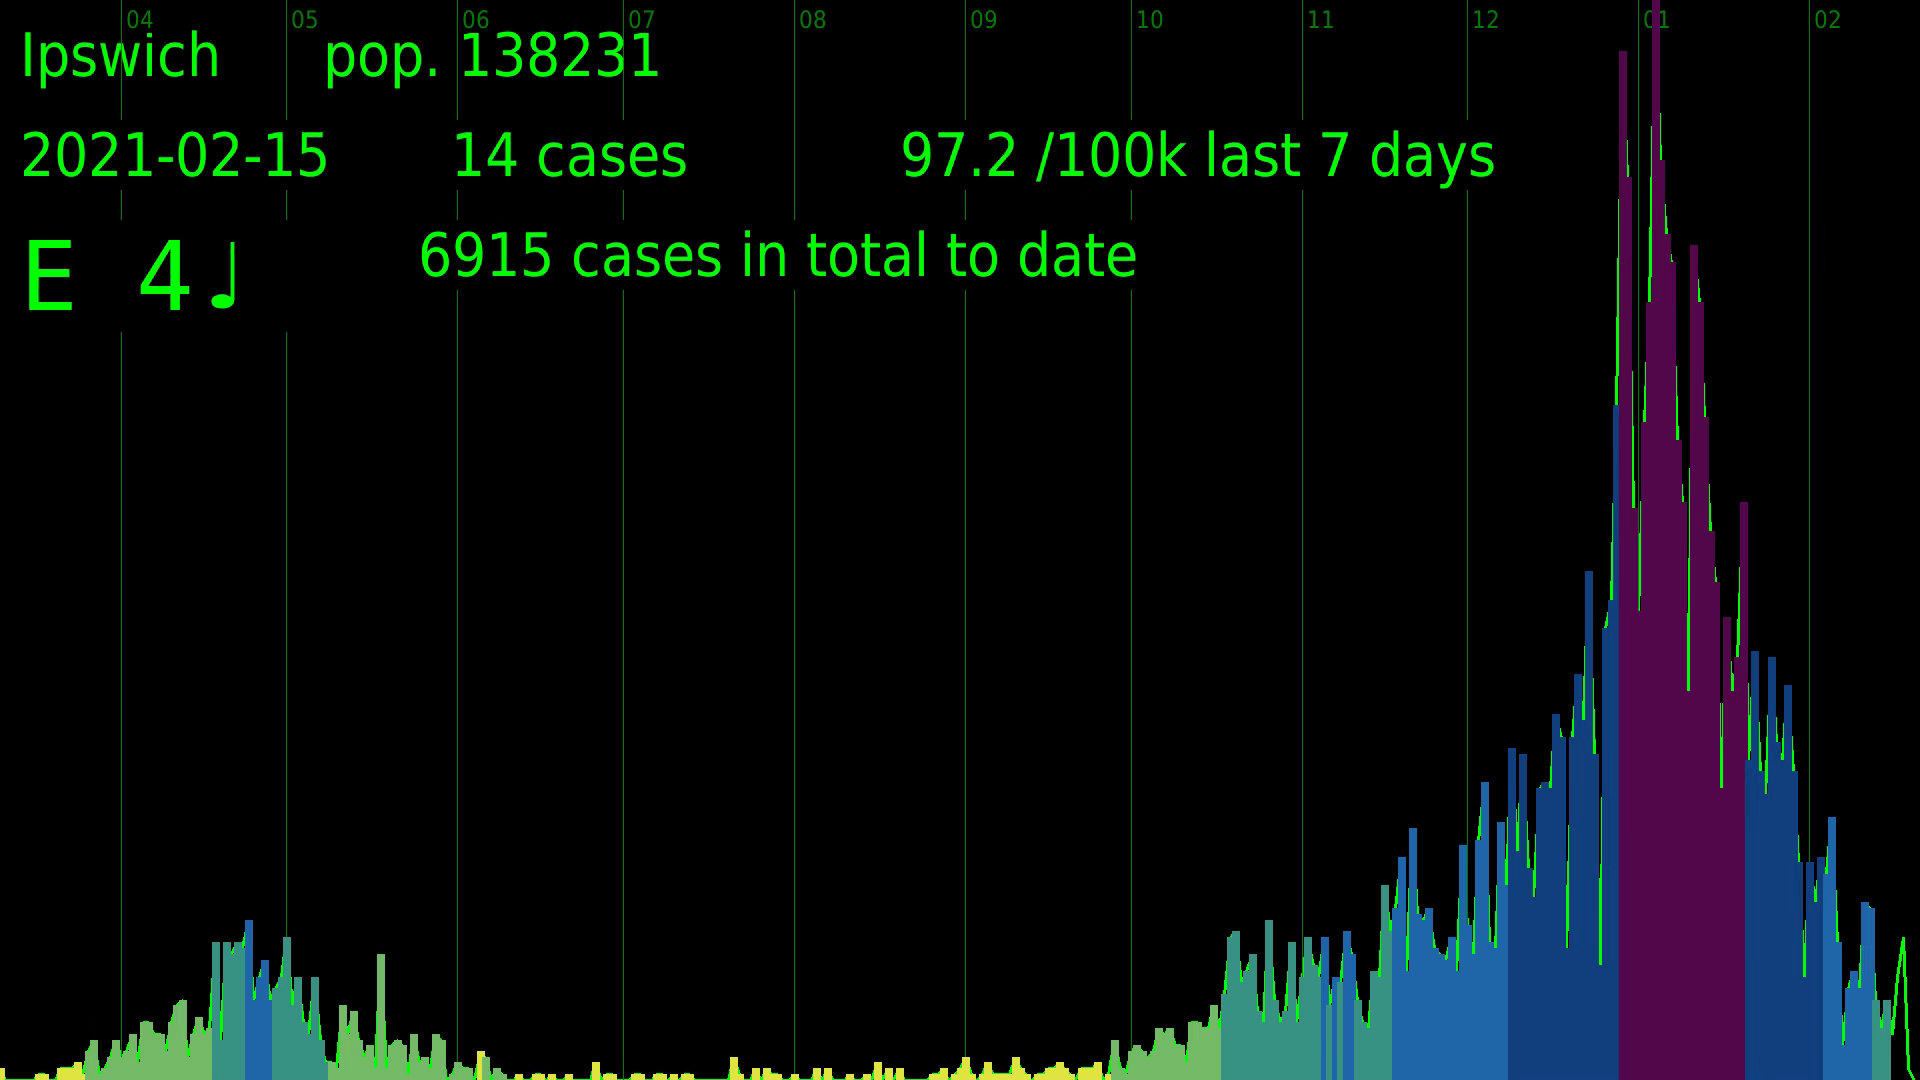 04 05 06 07 08 09 10 11 12 01 02
Ipswich pop. 138231
2021-02-15 14 cases 97.2 /100k last 7 days
E 4♩ 6915 cases in total to date